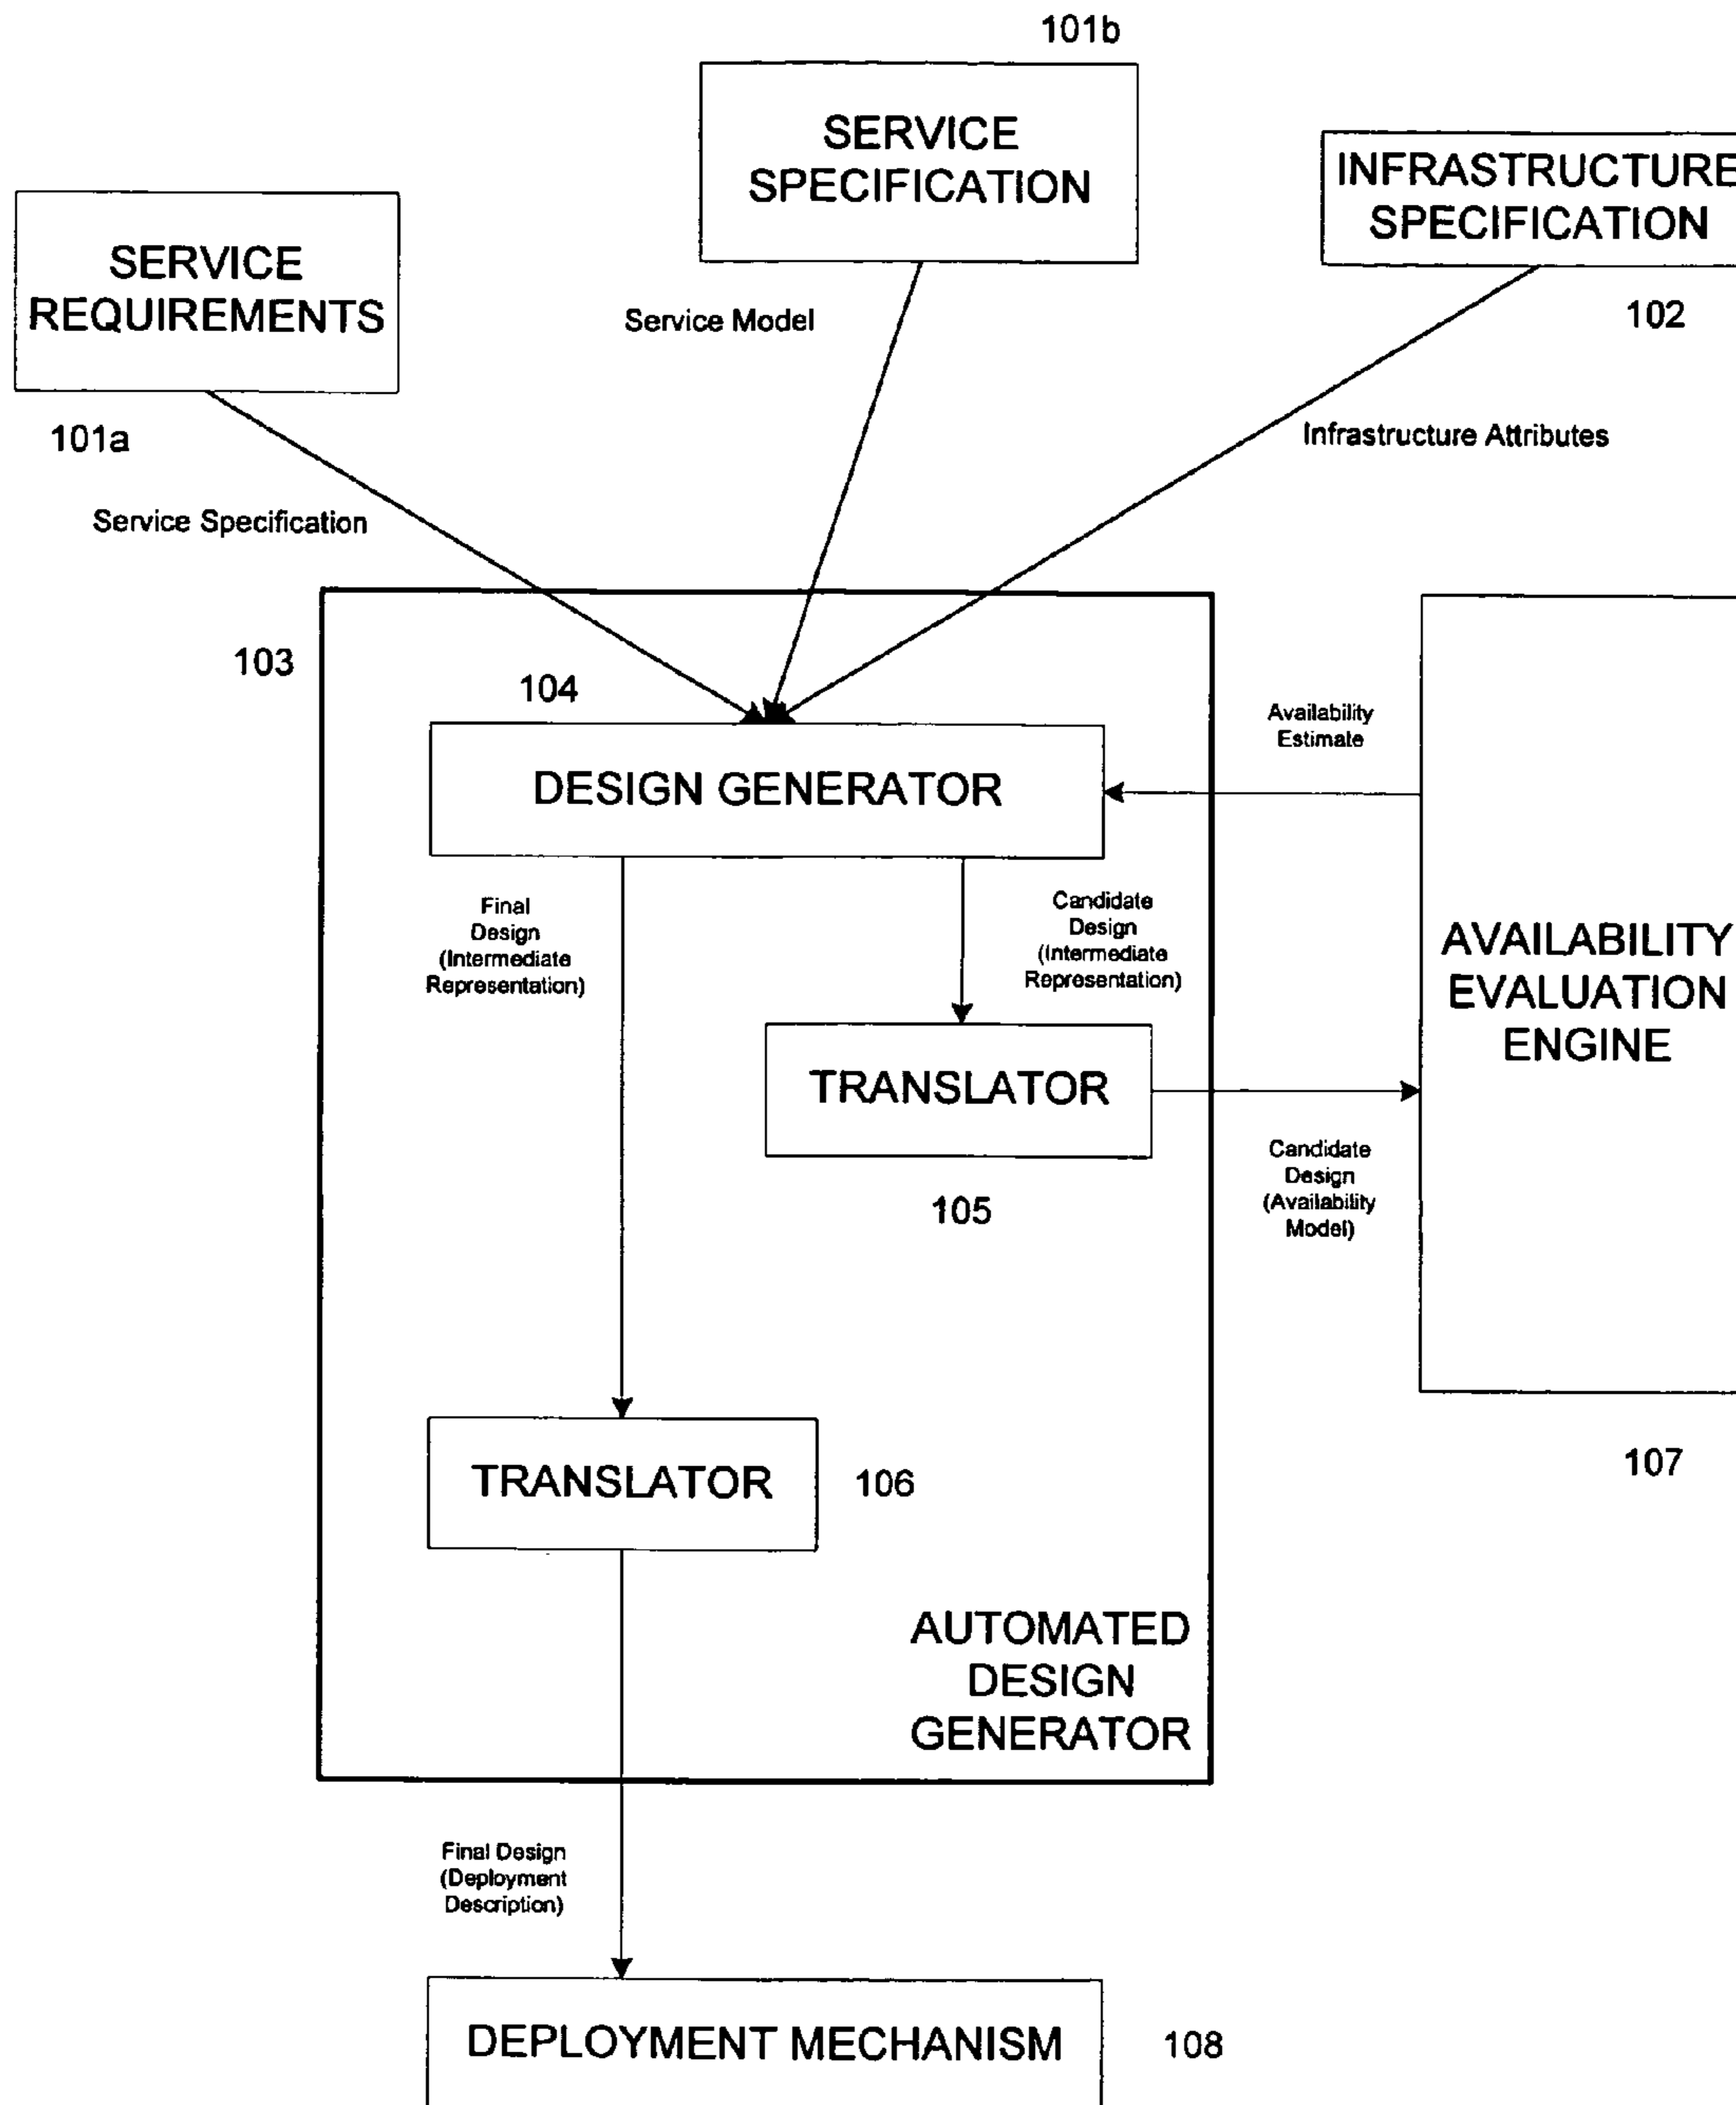 101b
SERVICE
SPECIFICATION
INFRASTRUCTURE
SPECIFICATION
102
SERVICE
REQUIREMENTS
101a
Service Model
Infrastructure Attributes
Service Specification
103
104
DESIGN GENERATOR
Availability
Estimate
Final
Design
(Intermediate
Representation)
Candidate
Design
(Intermediate
Representation)
AVAILABILITY
EVALUATION
ENGINE
TRANSLATOR
105
Candidate
Design
(Availability
Model)
107
TRANSLATOR
106
AUTOMATED
DESIGN
GENERATOR
Final Design
(Deployment
Description)
DEPLOYMENT MECHANISM
108